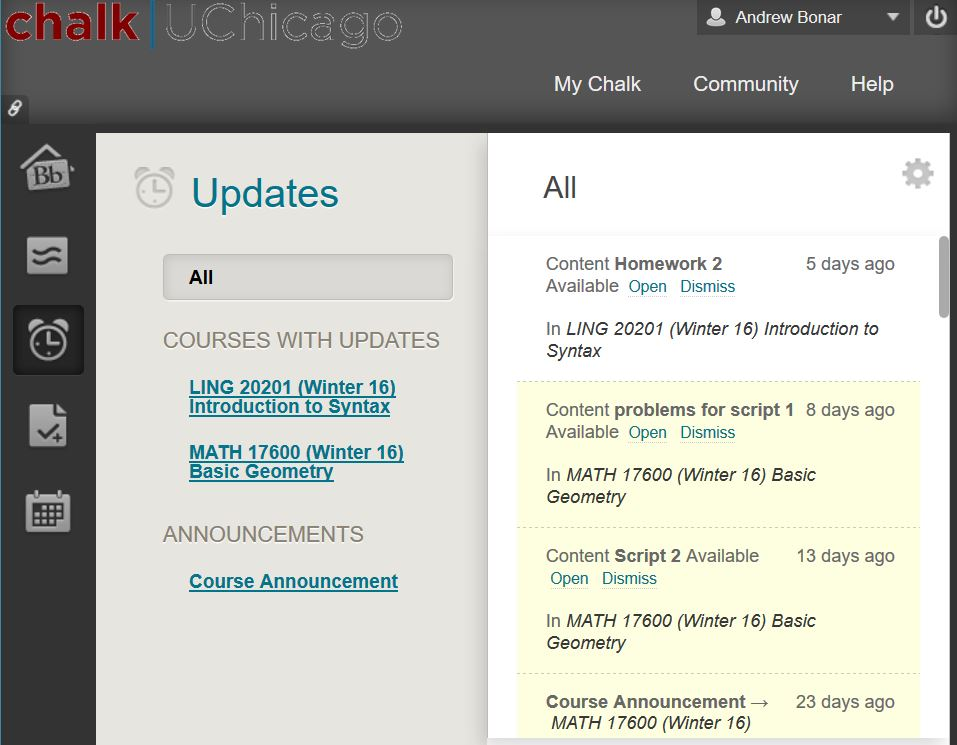 chalk UChicago
Andrew Bonar
My Chalk Community Help
Bb
Updates
All
COURSES WITH UPDATES
LING 20201 (Winter 16)
Introduction to Syntax
MATH 17600 (Winter 16)
Basic Geometry
ANNOUNCEMENTS
Course Announcement
All
Content Homework 2 5 days ago
Available Open Dismiss
In LING 20201 (Winter 16) Introduction to
Syntax
Content problems for script 1 8 days ago
Available Open Dismiss
In MATH 17600 (Winter 16) Basic
Geometry
Content Script 2 Available 13 days ago
Open Dismiss
In MATH 17600 (Winter 16) Basic
Geometry
Course Announcement → 23 days ago
MATH 17600 (Winter 16)